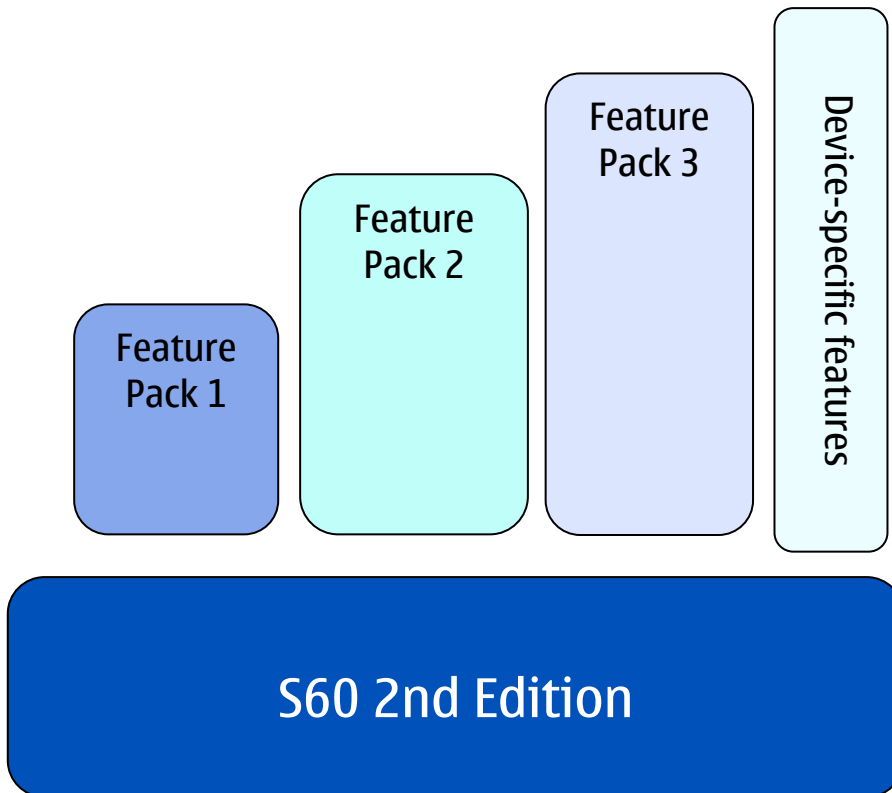 Feature
Pack 1
Feature
Pack 2
Feature
Pack 3
Device-specific features
S60 2nd Edition